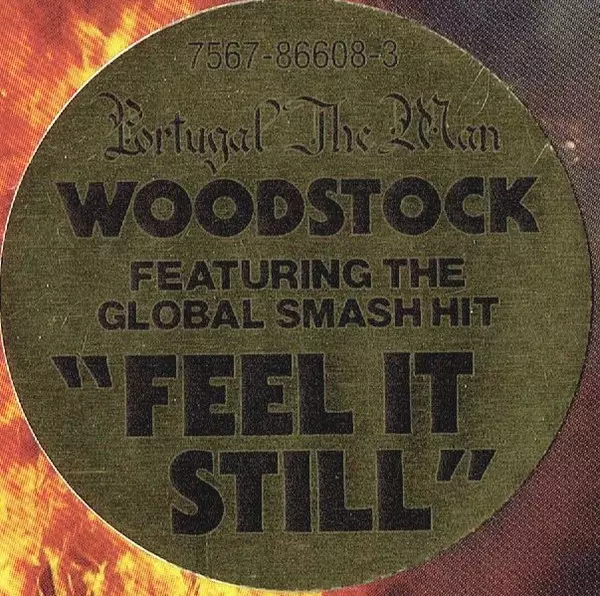 7567-86608-3
Portugal The Man
WOODSTOCK
FEATURING THE
GLOBAL SMASH HIT
"FEEL IT
STILL"